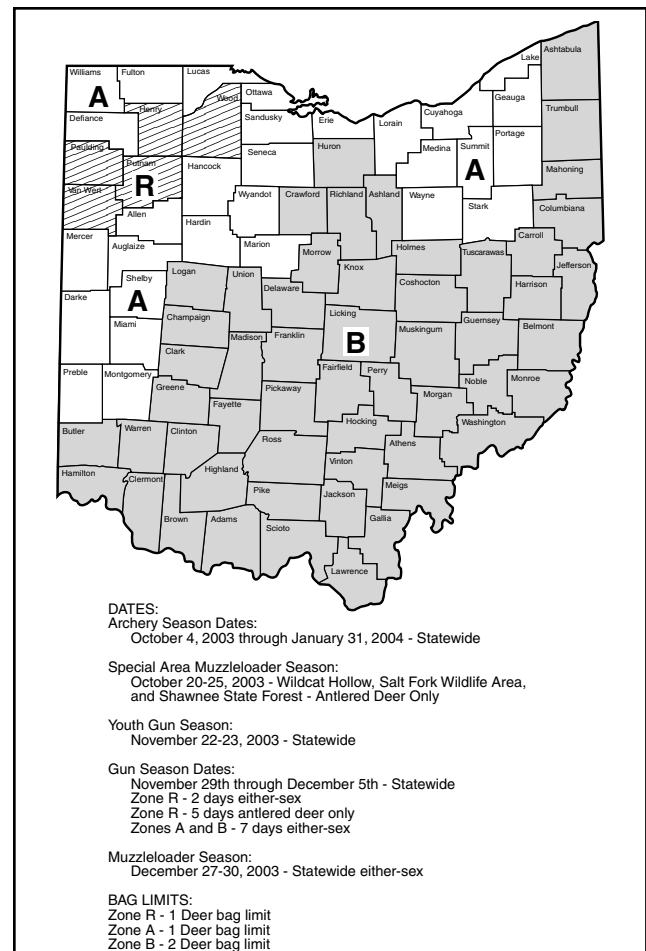 Ashtabula
Lake
Williams Fulton Lucas
Ottawa
Geauga
A
Wood
Henry
Cuyahoga
Trumbull
Defiance
Sandusky
Erie
Lorain
Portage
Medina Summit
Paulding
Seneca
Huron
A
Putnam
Hancock
Mahoning
R
Van Wert
Wyandot
Crawford Richland Ashland
Wayne
Stark
Columbiana
Allen
Hardin
Mercer
Auglaize
Marion
Morrow
Holmes
Carroll
Tuscarawas
Jefferson
Shelby
Logan
Union
Knox
Delaware
Coshocton
Harrison
Darke
A
Champaign
Licking
Guernsey
Belmont
Miami
Madison
Franklin
B
Muskingum
Clark
Preble
Montgomery
Fairfield Perry
Noble
Monroe
Greene
Pickaway
Morgan
Fayette
Hocking
Washington
Butler
Warren
Clinton
Ross
Athens
Hamilton
Clermont
Highland
Vinton
Meigs
Pike
Jackson
Brown
Adams
Scioto
Gallia
Lawrence
DATES:
Archery Season Dates:
October 4, 2003 through January 31, 2004 - Statewide
Special Area Muzzleloader Season:
October 20-25, 2003 - Wildcat Hollow, Salt Fork Wildlife Area,
and Shawnee State Forest - Antlered Deer Only
Youth Gun Season:
November 22-23, 2003 - Statewide
Gun Season Dates:
November 29th through December 5th - Statewide
Zone R - 2 days either-sex
Zone R - 5 days antlered deer only
Zones A and B - 7 days either-sex
Muzzleloader Season:
December 27-30, 2003 - Statewide either-sex
BAG LIMITS:
Zone R - 1 Deer bag limit
Zone A - 1 Deer bag limit
Zone B - 2 Deer bag limit